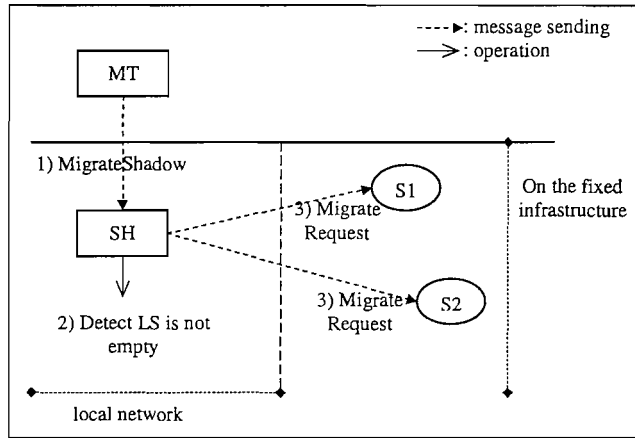 : message sending
: operation
MT
1) MigrateShadow
SH
2) Detect LS is not
empty
3) Migrate
Request
S1
3) Migrate
Request
S2
On the fixed
infrastructure
local network